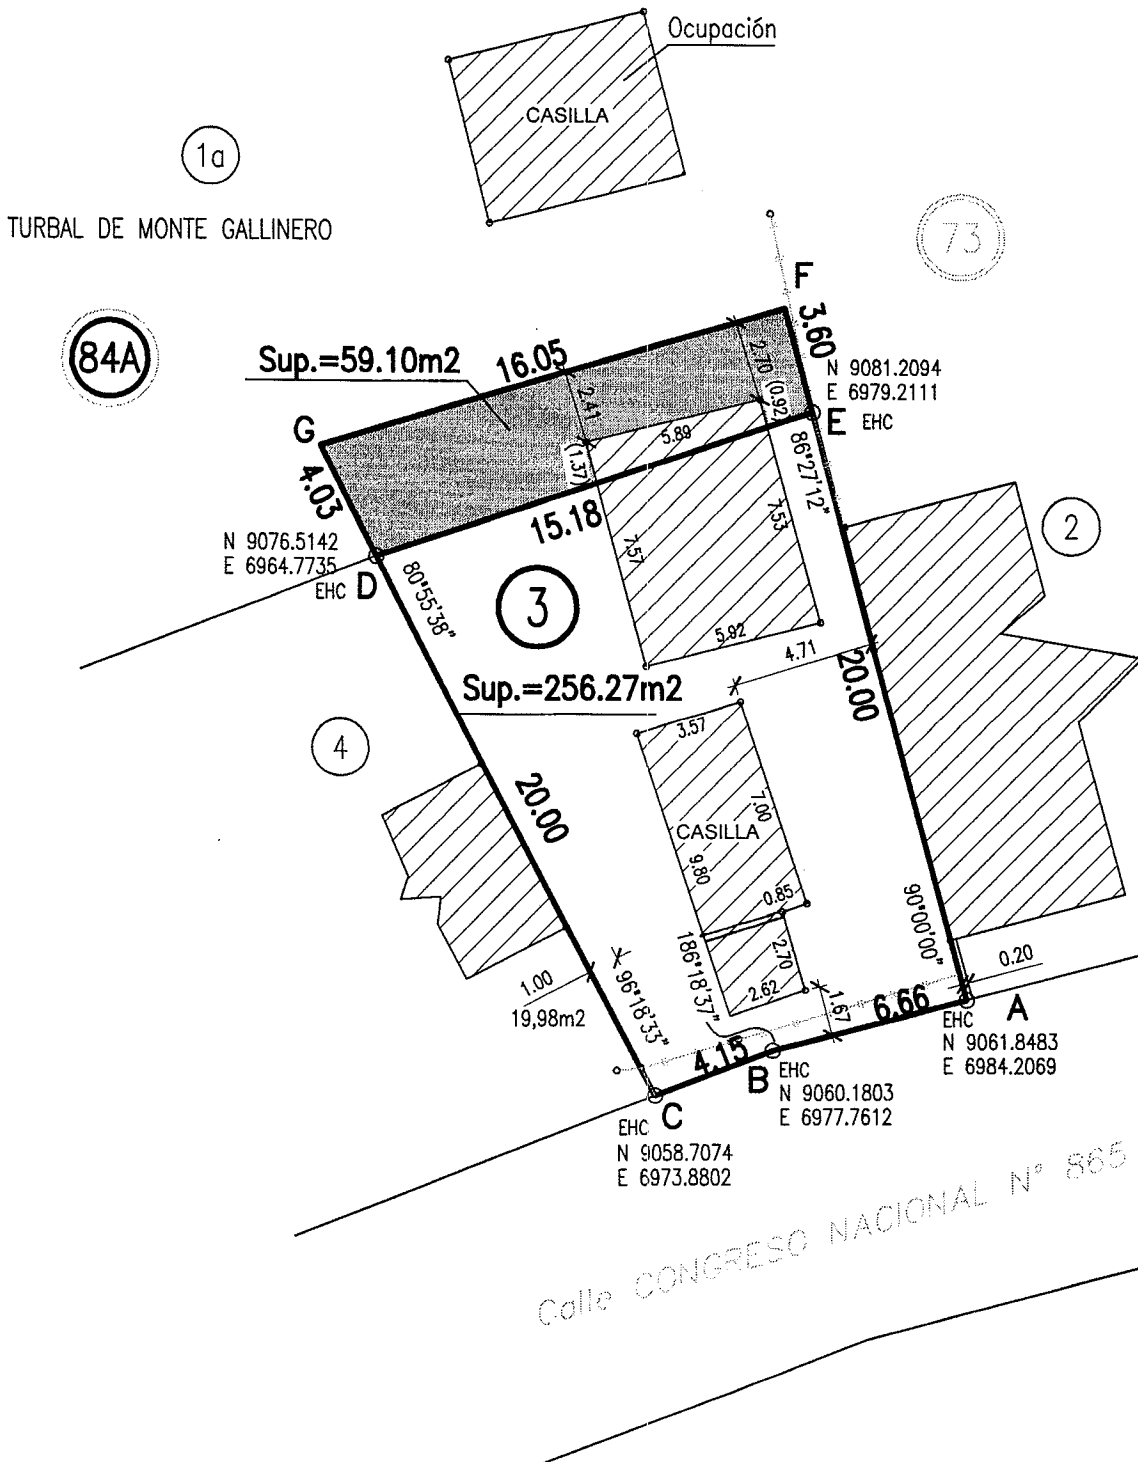 Ocupación
CASILLA
1a
TURBAL DE MONTE GALLINERO
73
84A
F
3.60
N 9081.2094
E 6979.2111
E EHC
Sup.=59.10m2
16.05
2.70
(0.92)
2.41
G
4.03
5.89
(1.37)
86°27'12"
15.18
7.53
7.57
N 9076.5142
E 6964.7735
EHC D
80°55'38"
3
2
5.92
4.71
20.00
Sup.=256.27m2
4
3.57
20.00
7.00
CASILLA
9.80
0.85
90°00'00"
186°18'37"
2.70
2.62
1.67
0.20
1.00
19,98m2
96°18'33"
6.66
A
EHC
N 9061.8483
E 6984.2069
4.15
B
EHC
N 9060.1803
E 6977.7612
C
EHC
N 9058.7074
E 6973.8802
Calle CONGRESO NACIONAL N° 865